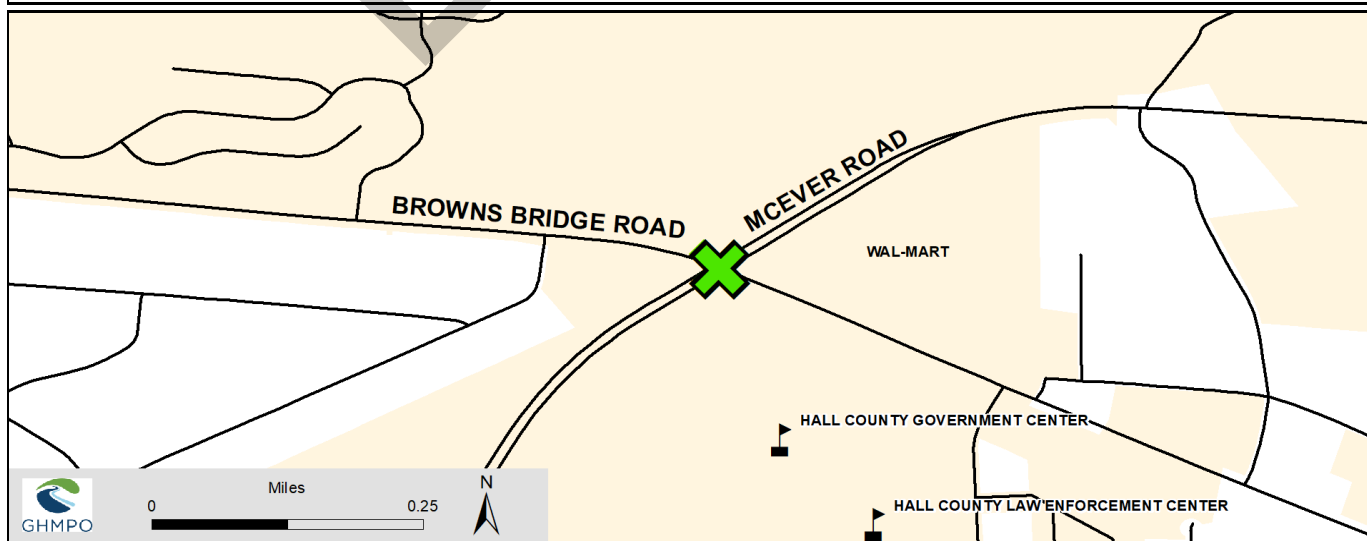 MCEVER ROAD
BROWNS BRIDGE ROAD
WAL-MART
HALL COUNTY GOVERNMENT CENTER
HALL COUNTY LAW ENFORCEMENT CENTER
GHMPO
Miles
0 0.25
N